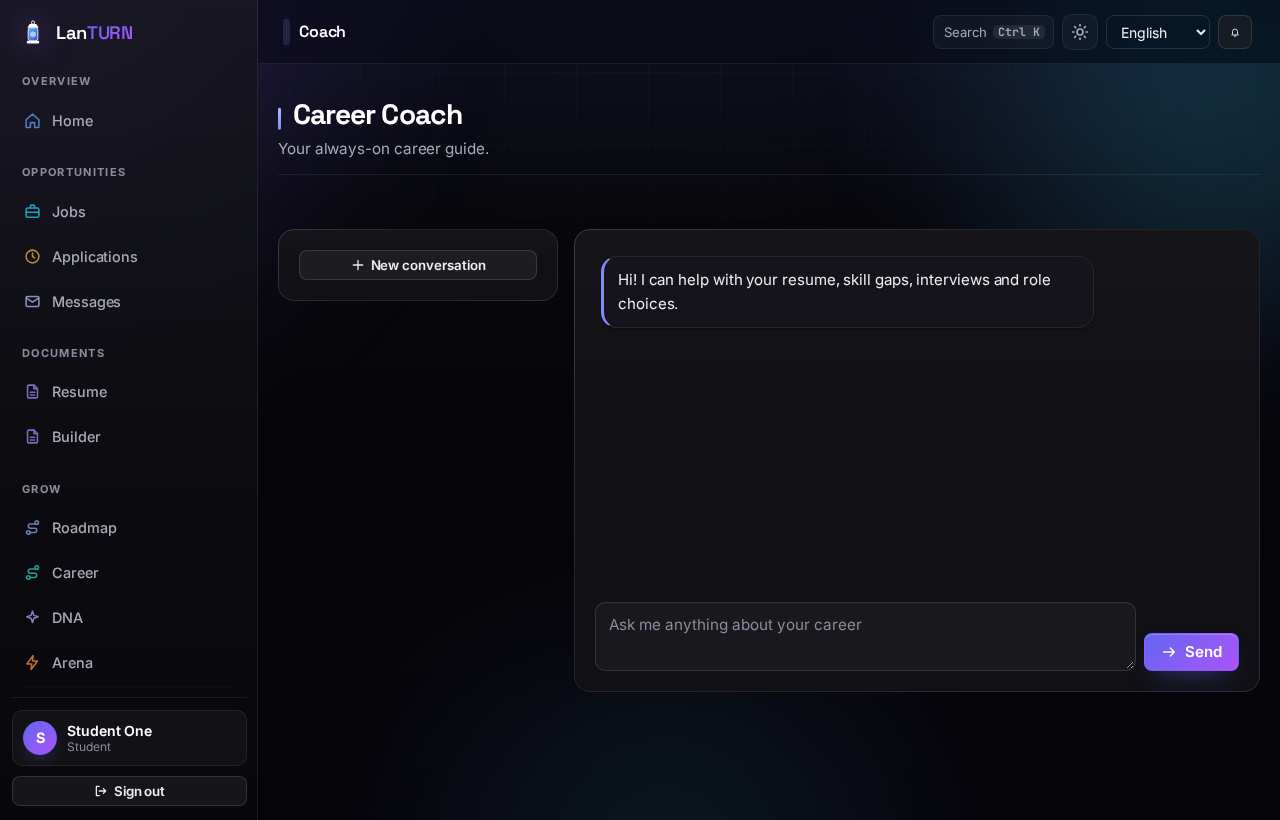 LanTURN
OVERVIEW
Home
OPPORTUNITIES
Jobs
Applications
Messages
DOCUMENTS
Resume
Builder
GROW
Roadmap
Career
DNA
Arena
S
Student One
Student
Sign out
Coach
Search Ctrl K
English
Career Coach
Your always-on career guide.
New conversation
Hi! I can help with your resume, skill gaps, interviews and role
choices.
Ask me anything about your career
Send